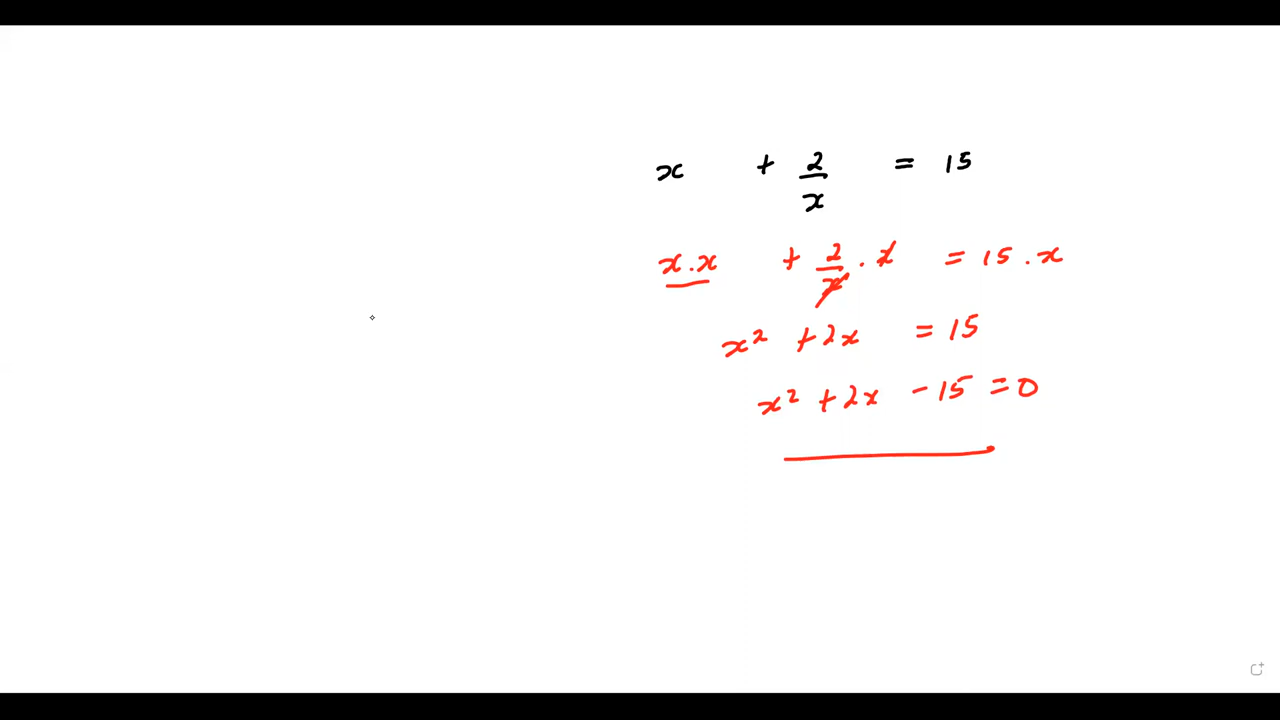 x + 2/x = 15
x.x + 2/x . x = 15 . x
x² + 2x = 15
x² + 2x - 15 = 0